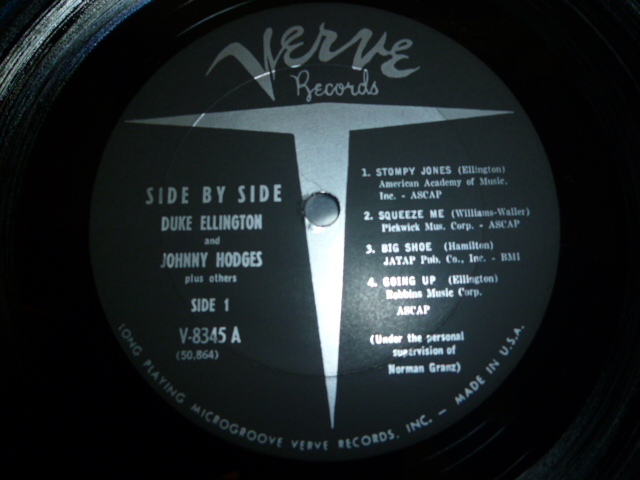 Verve
Records
SIDE BY SIDE
DUKE ELLINGTON
and
JOHNNY HODGES
plus others
SIDE 1
V-8345 A
(50,864)
1. STOMPY JONES (Ellington)
American Academy of Music,
Inc. - ASCAP
2. SQUEEZE ME (Williams-Waller)
Pickwick Mus. Corp. - ASCAP
3. BIG SHOE (Hamilton)
JATAP Pub. Co., Inc. - BMI
4. GOING UP (Ellington)
Robbins Music Corp.
ASCAP
(Under the personal
supervision of
Norman Granz)
LONG PLAYING MICROGROOVE VERVE RECORDS, INC. - MADE IN U.S.A.